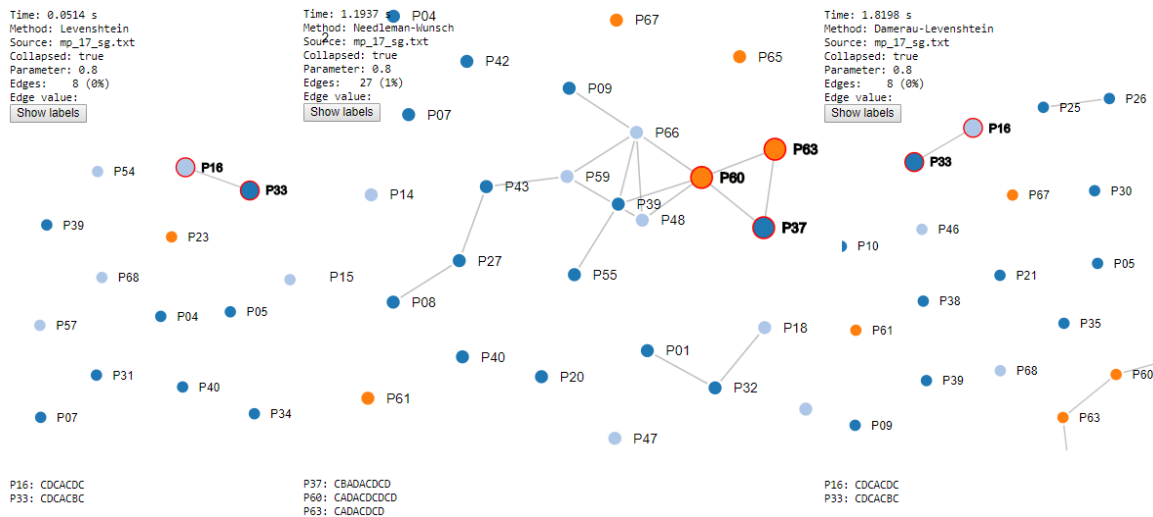 Time: 0.0514 s
Method: Levenshtein
Source: mp_17_sg.txt
Collapsed: true
Parameter: 0.8
Edges: 8 (0%)
Edge value:
Show labels
P16
P54
P33
P39
P23
P68
P04
P05
P57
P31
P40
P07
P34
P16: CDCACDC
P33: CDCACBC
Time: 1.1937 s
Method: Needleman-Wunsch
2
Source: mp_17_sg.txt
Collapsed: true
Parameter: 0.8
Edges: 27 (1%)
Edge value:
Show labels
P04
P67
P42
P65
P09
P07
P66
P63
P59
P60
P43
P14
P39
P48
P37
P27
P55
P15
P08
P18
P01
P40
P20
P32
P61
P47
P37: CBADACDCD
P60: CADACDCDCD
P63: CADACDCD
Time: 1.8198 s
Method: Damerau-Levenshtein
Source: mp_17_sg.txt
Collapsed: true
Parameter: 0.8
Edges: 8 (0%)
Edge value:
Show labels
P25
P26
P16
P33
P67
P30
P46
P10
P05
P21
P38
P35
P61
P68
P60
P39
P63
P09
P16: CDCACDC
P33: CDCACBC